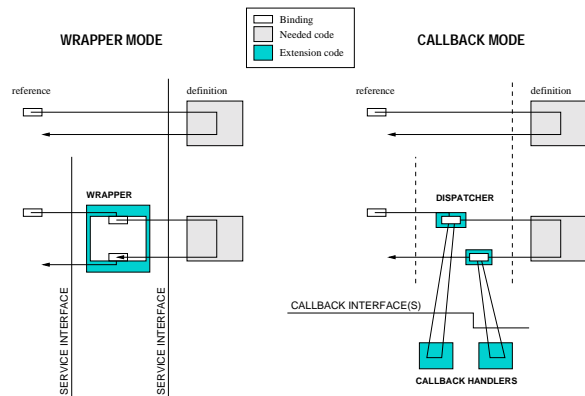 Binding
Needed code
Extension code
WRAPPER MODE
CALLBACK MODE
reference
definition
reference
definition
WRAPPER
DISPATCHER
SERVICE INTERFACE
SERVICE INTERFACE
CALLBACK INTERFACE(S)
CALLBACK HANDLERS